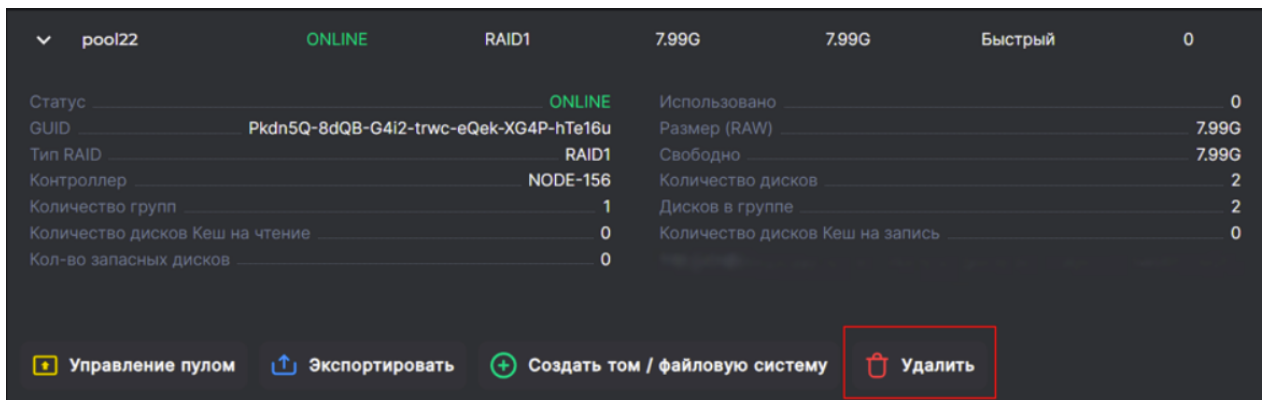 pool22 ONLINE RAID1 7.99G 7.99G Быстрый 0
Статус ONLINE Использовано 0
GUID Pkdn5Q-8dQB-G4i2-trwc-eQek-XG4P-hTe16u Размер (RAW) 7.99G
Тип RAID RAID1 Свободно 7.99G
Контроллер NODE-156 Количество дисков 2
Количество групп 1 Дисков в группе 2
Количество дисков Кеш на чтение 0 Количество дисков Кеш на запись 0
Кол-во запасных дисков 0
Управление пулом Экспортировать Создать том / файловую систему Удалить